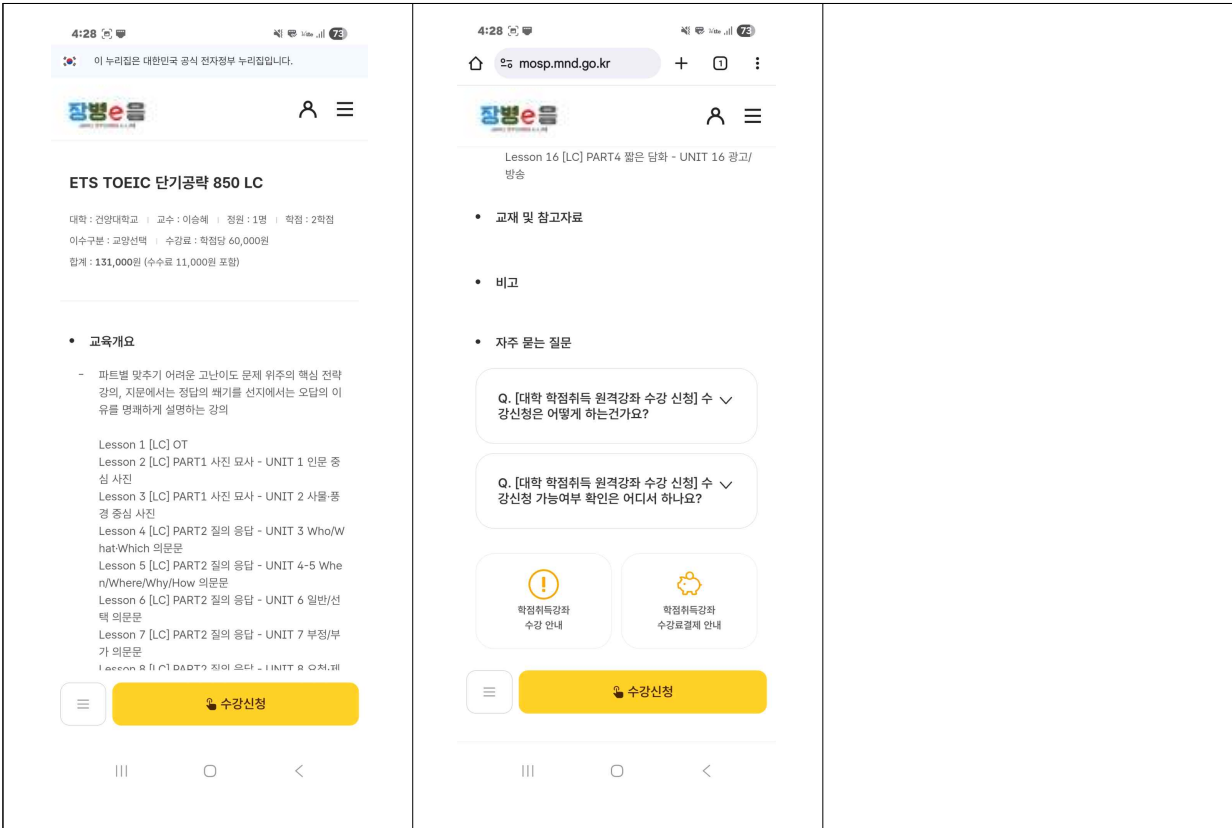 4:28
73
이 누리집은 대한민국 공식 전자정부 누리집입니다.
장병e음
ETS TOEIC 단기공략 850 LC
대학 : 건양대학교 | 교수 : 이승혜 | 정원 : 1명 | 학점 : 2학점
이수구분 : 교양선택 | 수강료 : 학점당 60,000원
합계 : 131,000원 (수수료 11,000원 포함)
• 교육개요
- 파트별 맞추기 어려운 고난이도 문제 위주의 핵심 전략
강의, 지문에서는 정답의 쐐기를 선지에서는 오답의 이
유를 명쾌하게 설명하는 강의
Lesson 1 [LC] OT
Lesson 2 [LC] PART1 사진 묘사 - UNIT 1 인문 중
심 사진
Lesson 3 [LC] PART1 사진 묘사 - UNIT 2 사물·풍
경 중심 사진
Lesson 4 [LC] PART2 질의 응답 - UNIT 3 Who/W
hat·Which 의문문
Lesson 5 [LC] PART2 질의 응답 - UNIT 4-5 Whe
n/Where/Why/How 의문문
Lesson 6 [LC] PART2 질의 응답 - UNIT 6 일반/선
택 의문문
Lesson 7 [LC] PART2 질의 응답 - UNIT 7 부정/부
가 의문문
Lesson 8 [LC] PART2 질의 응답 - UNIT 8 요청·제
수강신청
4:28
73
mosp.mnd.go.kr
1
장병e음
Lesson 16 [LC] PART4 짧은 담화 - UNIT 16 광고/
방송
• 교재 및 참고자료
• 비고
• 자주 묻는 질문
Q. [대학 학점취득 원격강좌 수강 신청] 수
강신청은 어떻게 하는건가요?
Q. [대학 학점취득 원격강좌 수강 신청] 수
강신청 가능여부 확인은 어디서 하나요?
학점취득강좌
수강 안내
학점취득강좌
수강료결제 안내
수강신청